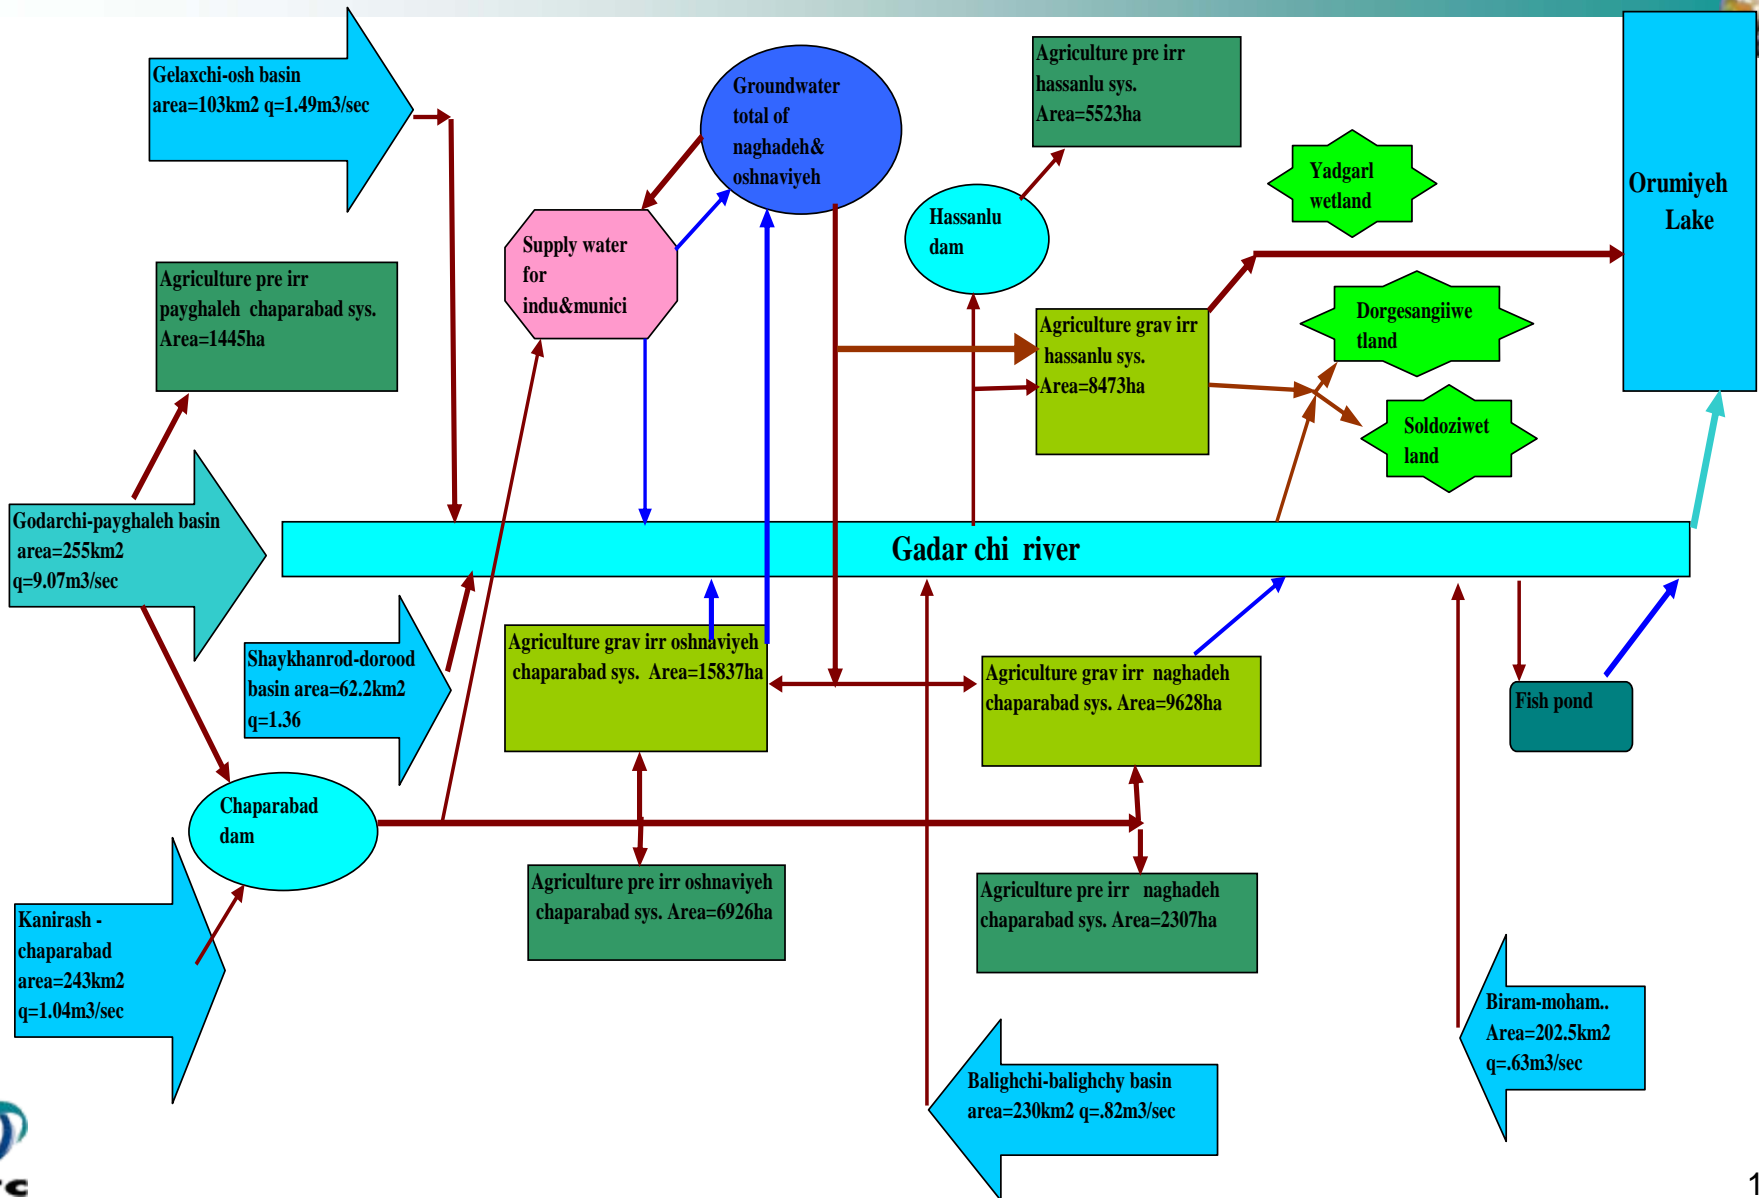 Gelaxchi-osh basin
area=103km2 q=1.49m3/sec
Groundwater
total of
naghadeh&
oshnaviyeh
Agriculture pre irr
hassanlu sys.
Area=5523ha
Yadgarl
wetland
Orumiyeh
Lake
Hassanlu
dam
Supply water
for
indu&munici
Agriculture pre irr
payghaleh chaparabad sys.
Area=1445ha
Agriculture grav irr
hassanlu sys.
Area=8473ha
Dorgesangiiwe
tland
Soldoziwet
land
Godarchi-payghaleh basin
area=255km2
q=9.07m3/sec
Gadar chi river
Shaykhanrod-dorood
basin area=62.2km2
q=1.36
Agriculture grav irr oshnaviyeh
chaparabad sys. Area=15837ha
Agriculture grav irr naghadeh
chaparabad sys. Area=9628ha
Fish pond
Chaparabad
dam
Agriculture pre irr oshnaviyeh
chaparabad sys. Area=6926ha
Agriculture pre irr naghadeh
chaparabad sys. Area=2307ha
Kanirash -
chaparabad
area=243km2
q=1.04m3/sec
Biram-moham..
Area=202.5km2
q=.63m3/sec
Balighchi-balighchy basin
area=230km2 q=.82m3/sec
1